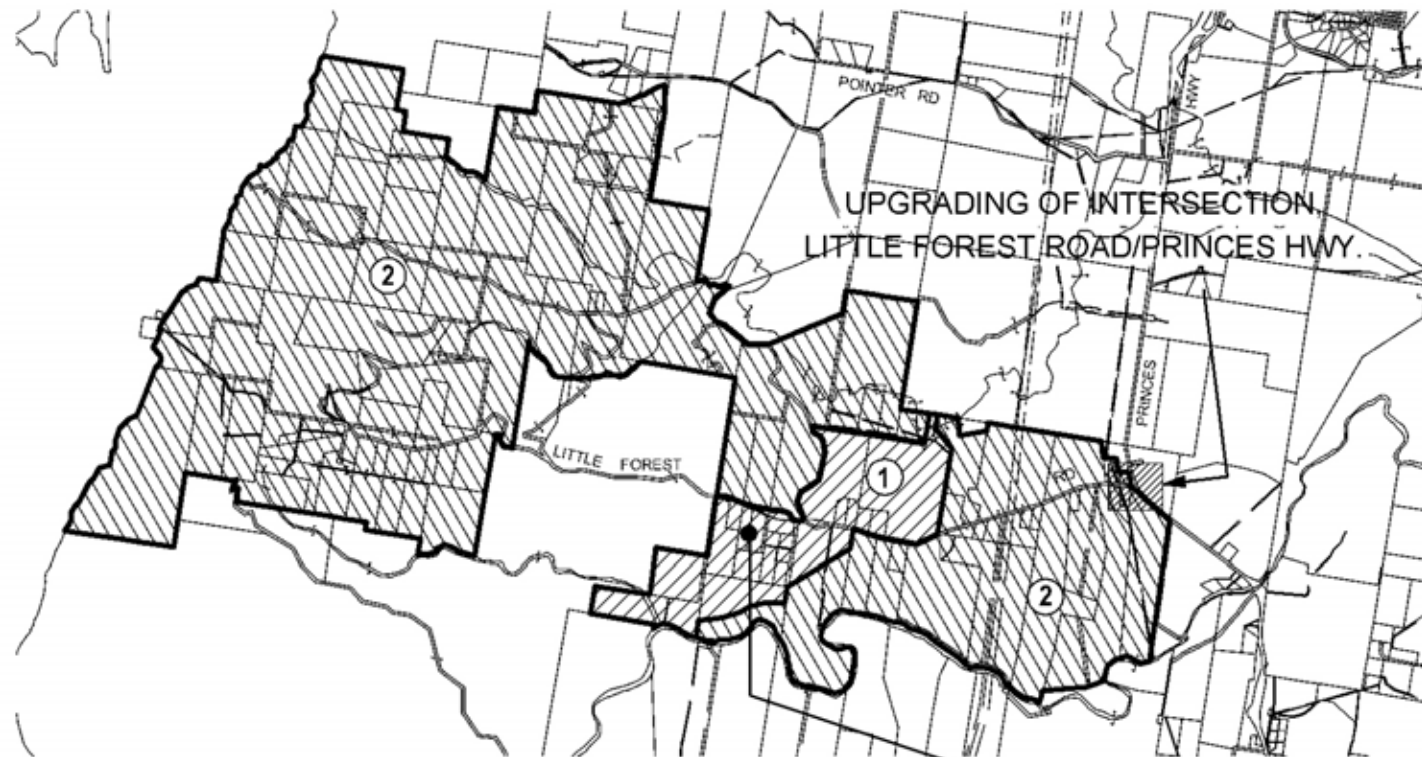 POINTER RD
HWY
UPGRADING OF INTERSECTION,
LITTLE FOREST ROAD/PRINCES HWY.
2
PRINCES
LITTLE FOREST
RD
1
2